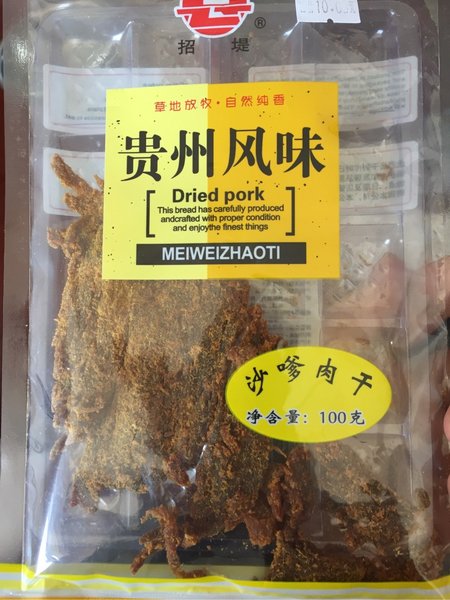 ®
招 堤
草地放牧·自然纯香
贵州风味
Dried pork
This bread has carefully produced
andcrafted with proper condition
and enjoythe finest things
MEIWEIZHAOTI
沙嗲肉干
净含量：100克